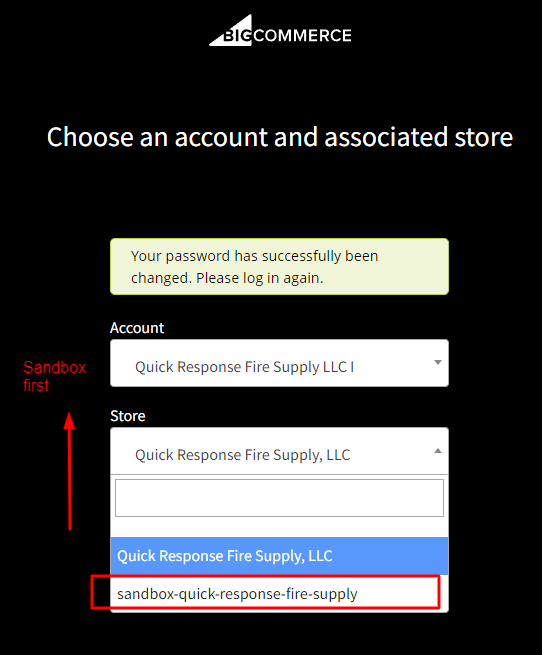 BIGCOMMERCE
Choose an account and associated store
Your password has successfully been
changed. Please log in again.
Account
Quick Response Fire Supply LLC I
Sandbox
first
Store
Quick Response Fire Supply, LLC
Quick Response Fire Supply, LLC
sandbox-quick-response-fire-supply